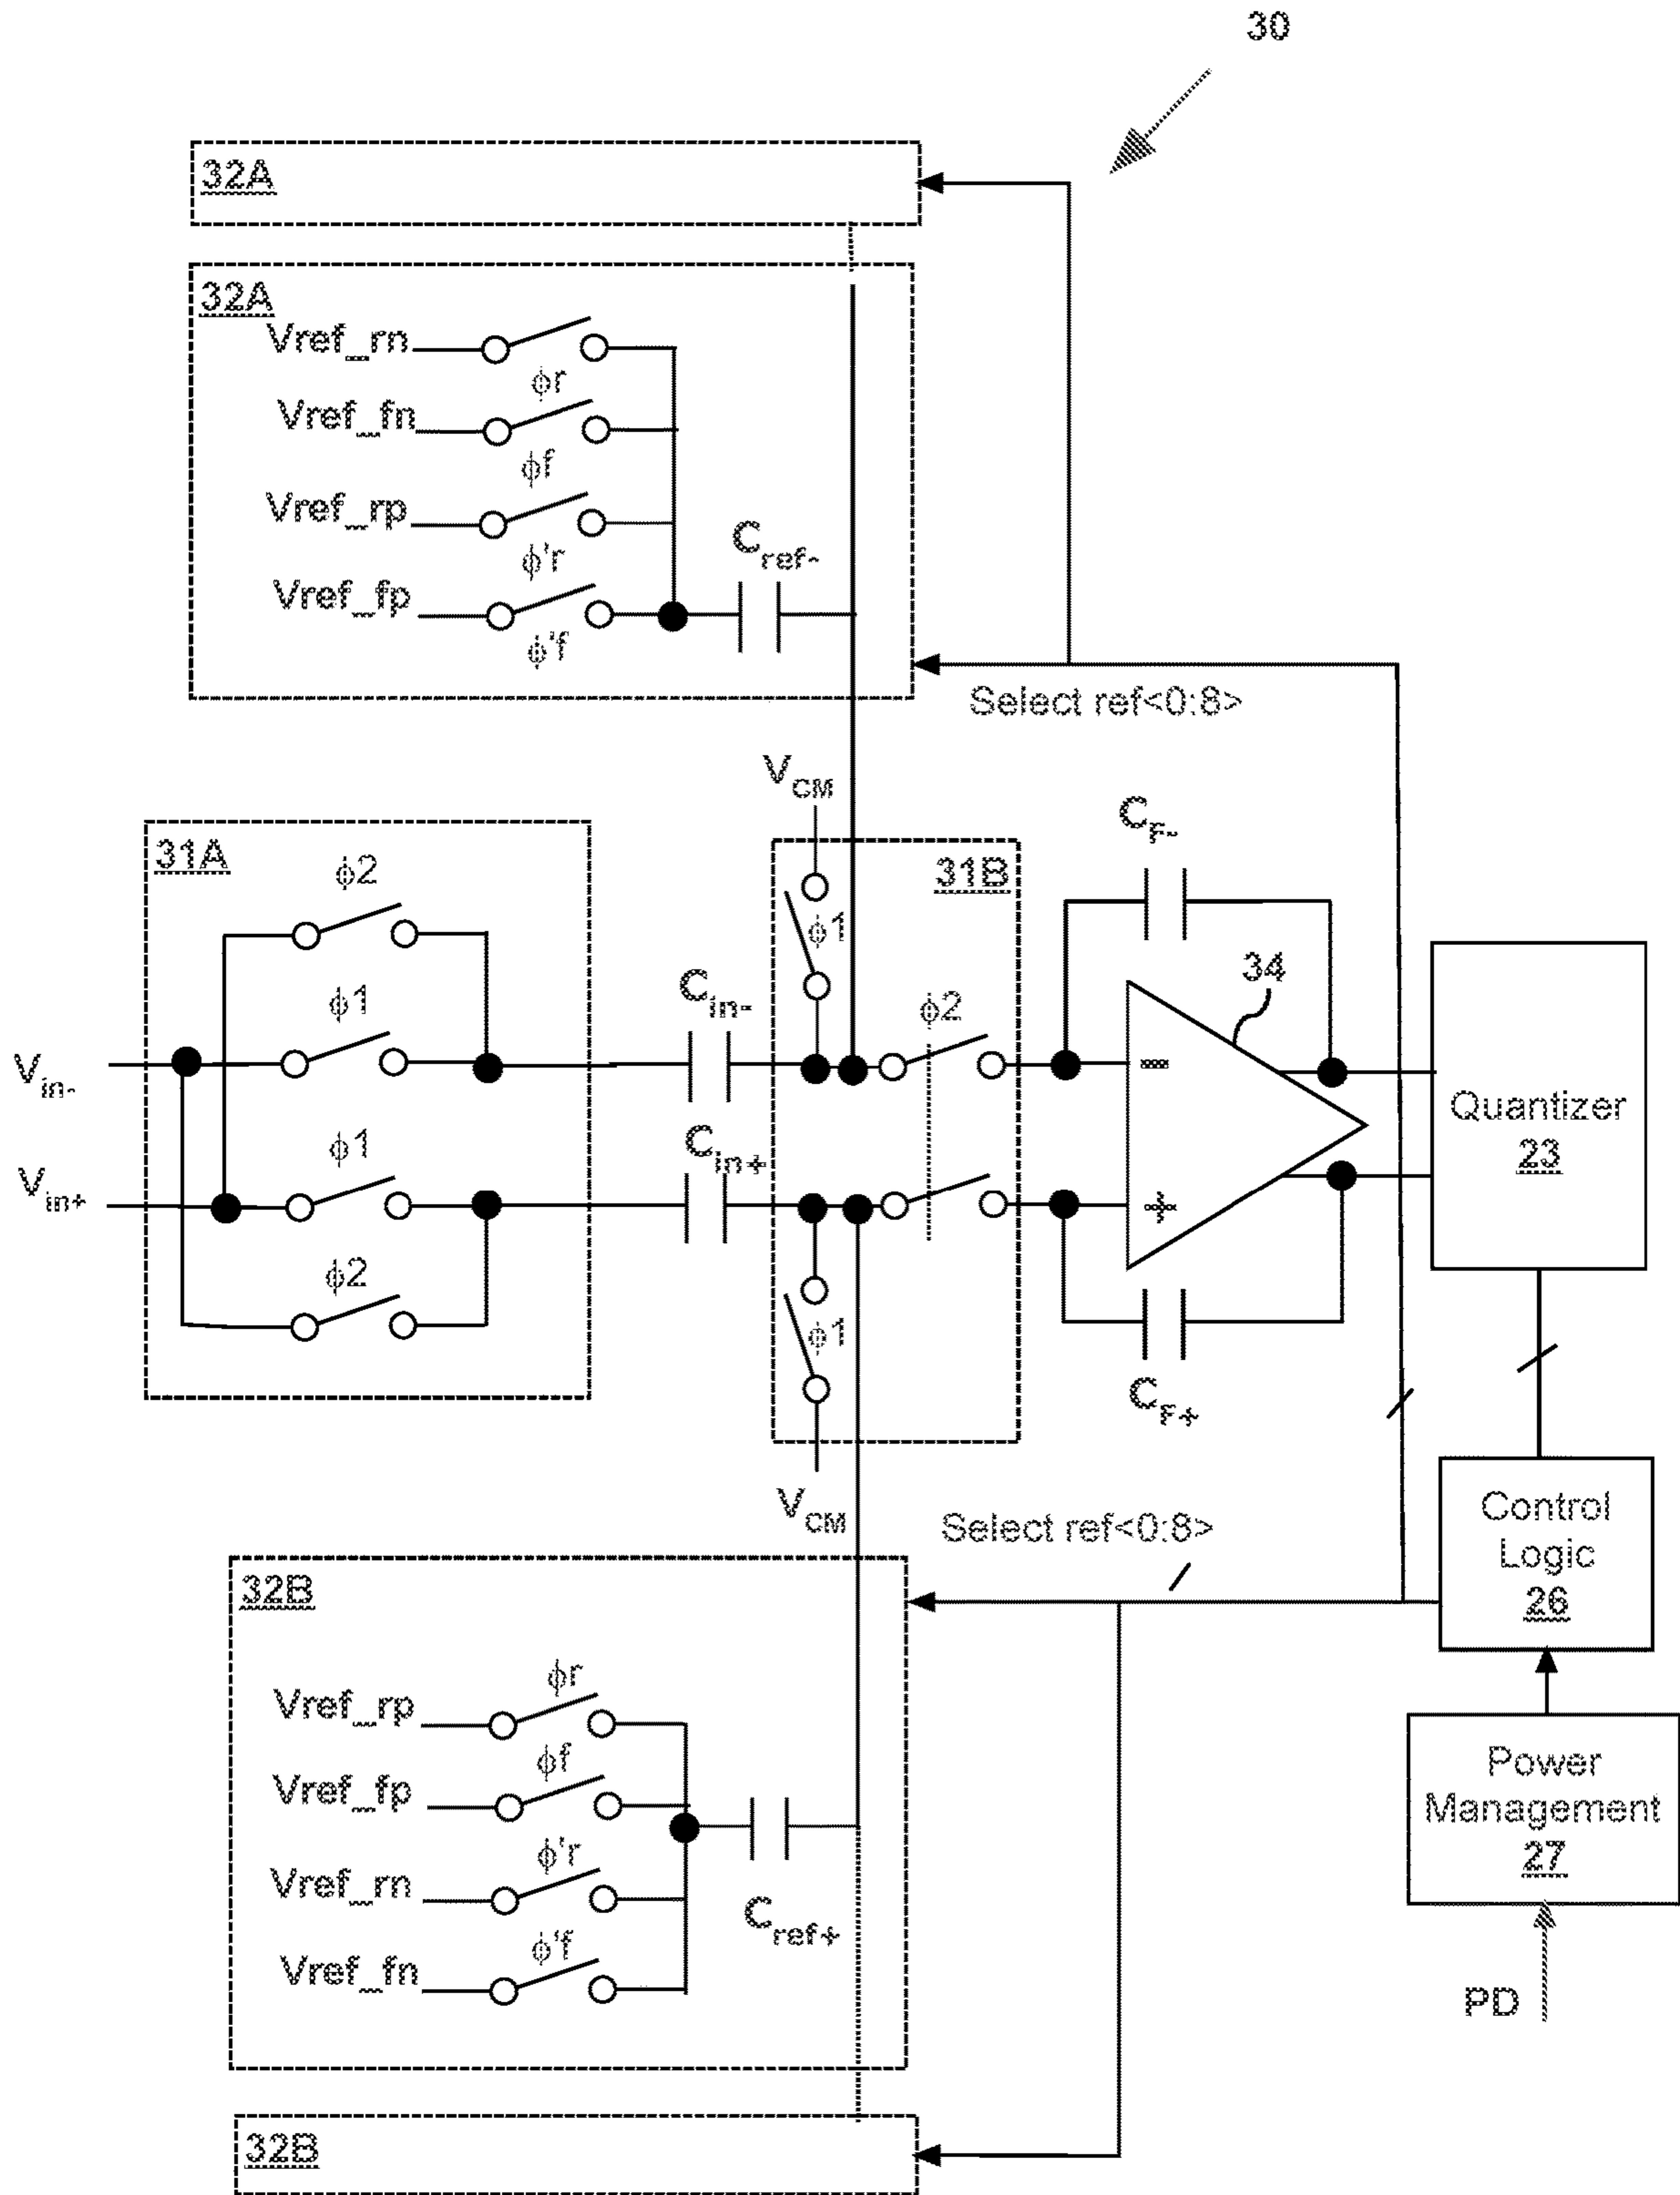 30
32A
32A
Vref_rn
ϕr
Vref_fn
ϕf
Vref_rp
ϕ'r
Vref_fp
ϕ'f
Cref-
Select ref<0:8>
VCM
CF-
31A
ϕ2
31B
ϕ1
34
ϕ1
Cin-
ϕ2
Vin-
-
Quantizer
23
ϕ1
Cin+
Vin+
+
ϕ2
ϕ1
CF+
VCM
Select ref<0:8>
Control
Logic
26
32B
Vref_rp
ϕr
Vref_fp
ϕf
Vref_rn
ϕ'r
Vref_fn
ϕ'f
Cref+
Power
Management
27
PD
32B